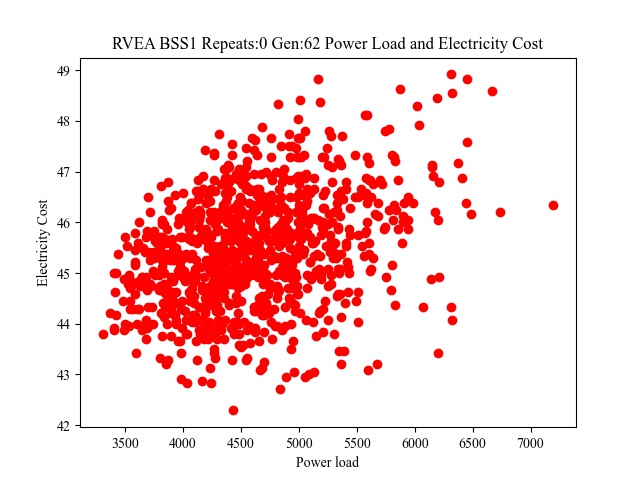 RVEA BSS1 Repeats:0 Gen:62 Power Load and Electricity Cost
49
48
47
46
45
44
43
42
Electricity Cost
3500 4000 4500 5000 5500 6000 6500 7000
Power load